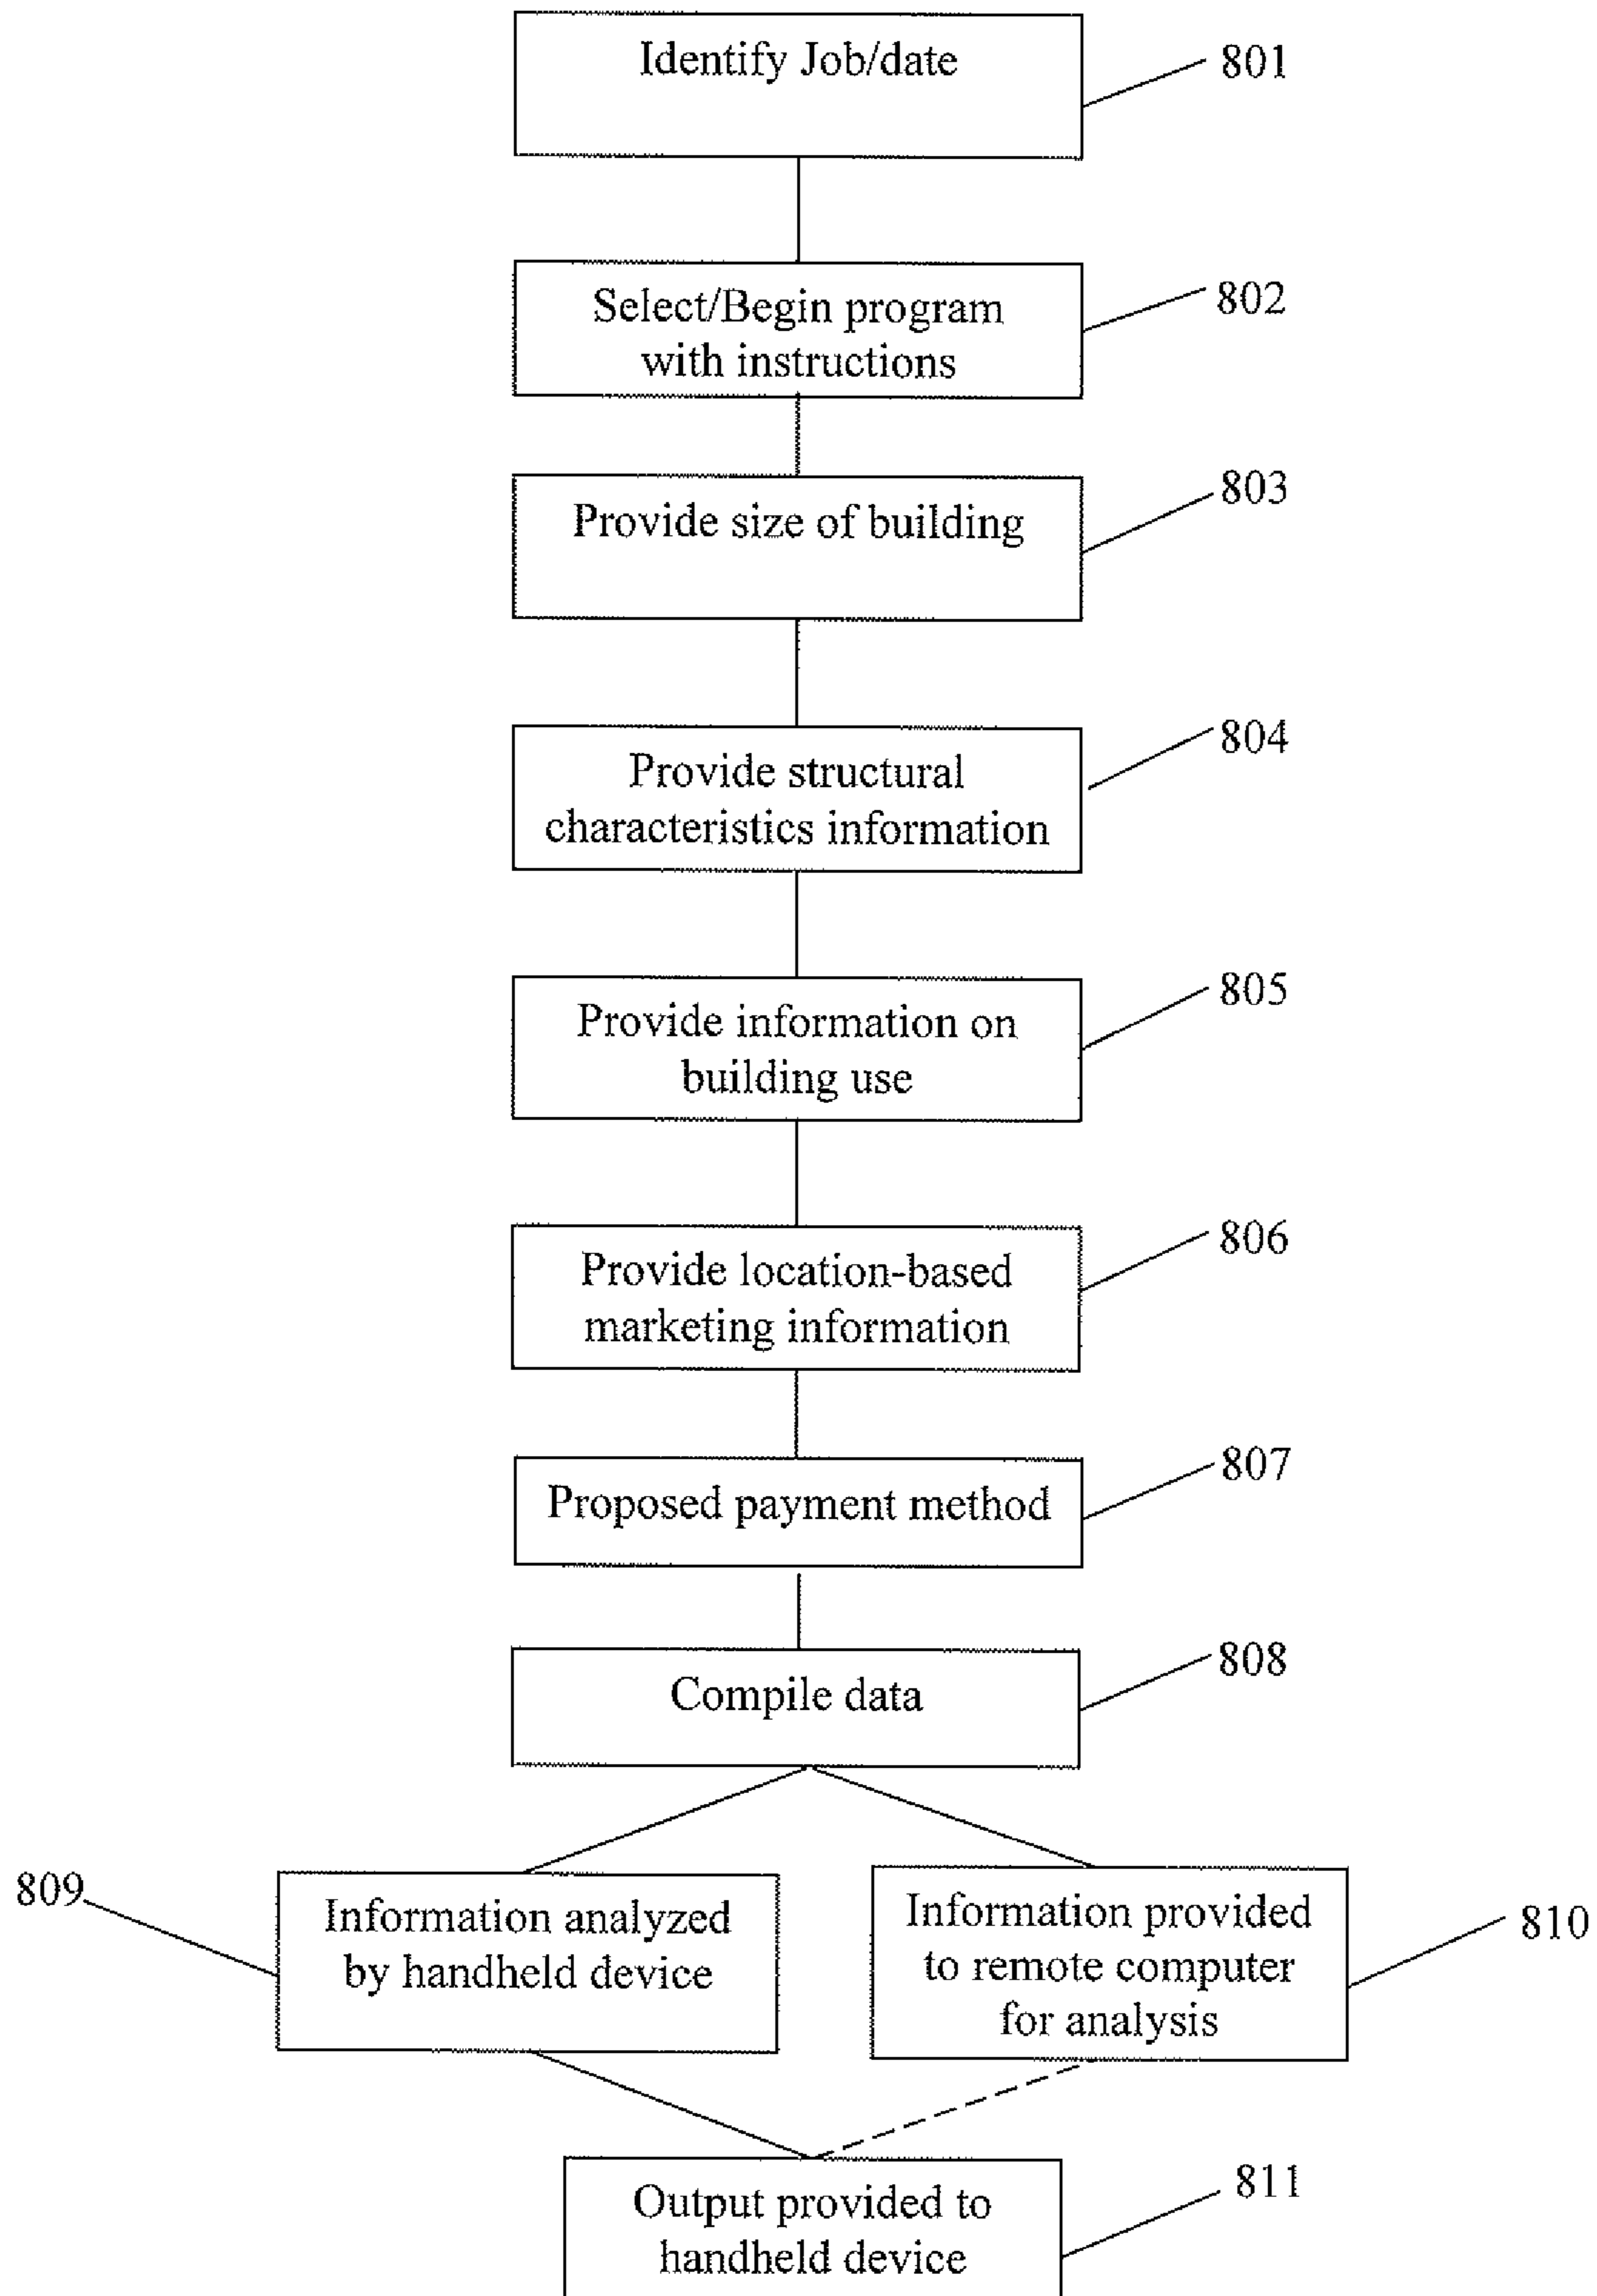 Identify Job/date
801
Select/Begin program
with instructions
802
Provide size of building
803
Provide structural
characteristics information
804
Provide information on
building use
805
Provide location-based
marketing information
806
Proposed payment method
807
Compile data
808
809
Information analyzed
by handheld device
Information provided
to remote computer
for analysis
810
Output provided to
handheld device
811